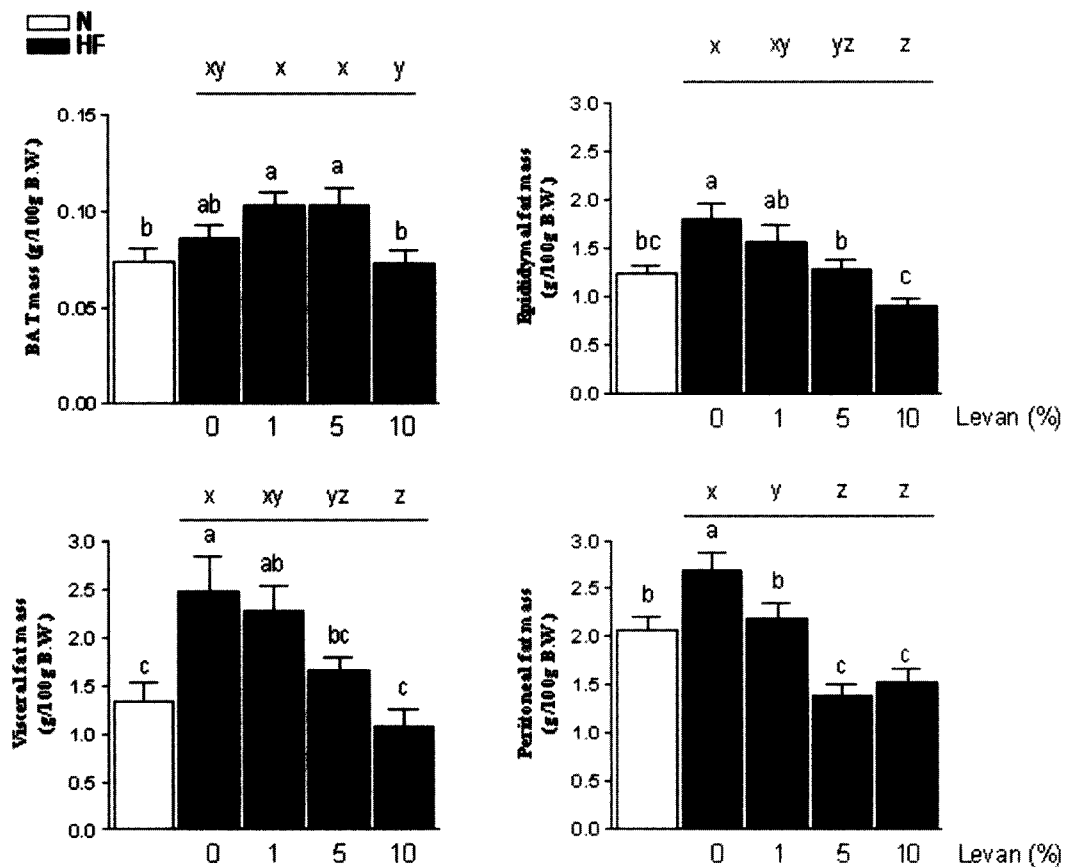 N
HF
xy x x y
BAT mass (g/100g B.W)
0.15
0.10
0.05
0.00
b ab a a b
0 1 5 10
x xy yz z
Epididymal fat mass
(g/100g B.W)
3.0
2.5
2.0
1.5
1.0
0.5
0.0
bc a ab b c
0 1 5 10 Levan (%)
x xy yz z
Visceral fat mass
(g/100g B.W)
3.0
2.5
2.0
1.5
1.0
0.5
0.0
c a ab bc c
0 1 5 10
x y z z
Peritoneal fat mass
(g/100g B.W)
3.0
2.5
2.0
1.5
1.0
0.5
0.0
b a b c c
0 1 5 10 Levan (%)